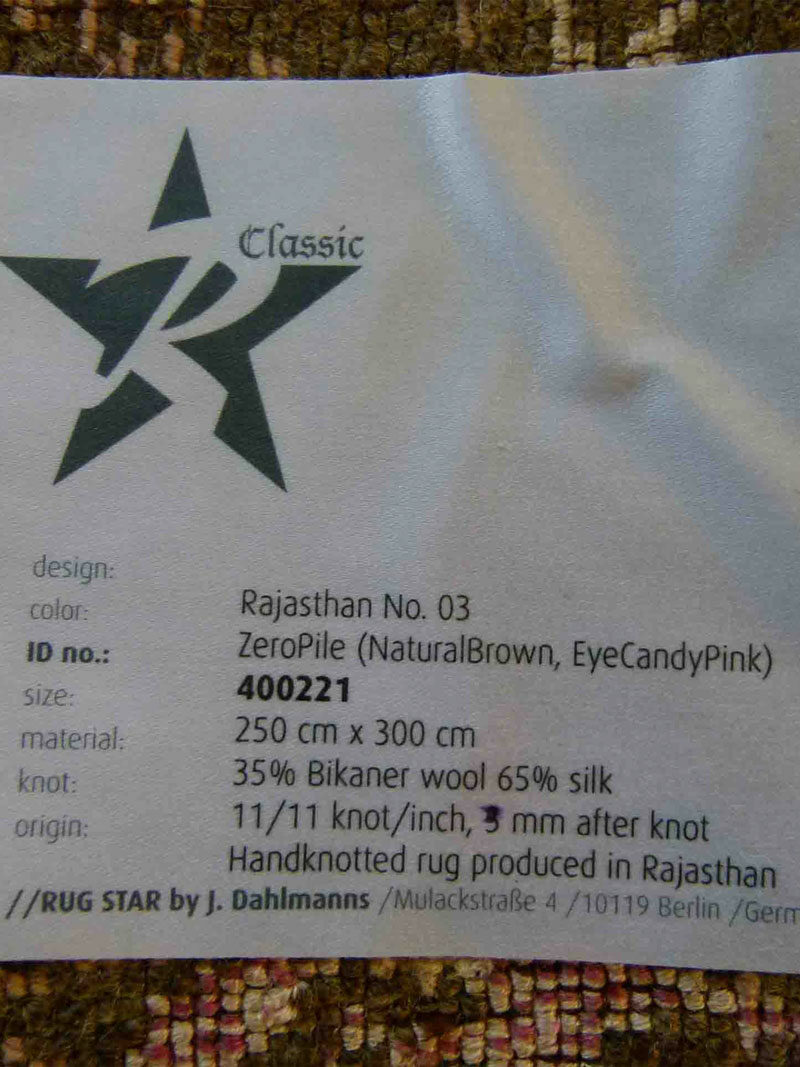 Classic
design:
color: Rajasthan No. 03
ID no.: ZeroPile (NaturalBrown, EyeCandyPink)
size: 400221
material: 250 cm x 300 cm
knot: 35% Bikaner wool 65% silk
origin: 11/11 knot/inch, mm after knot
Handknotted rug produced in Rajasthan
//RUG STAR by J. Dahlmanns /Mulackstraße 4 /10119 Berlin /Germ